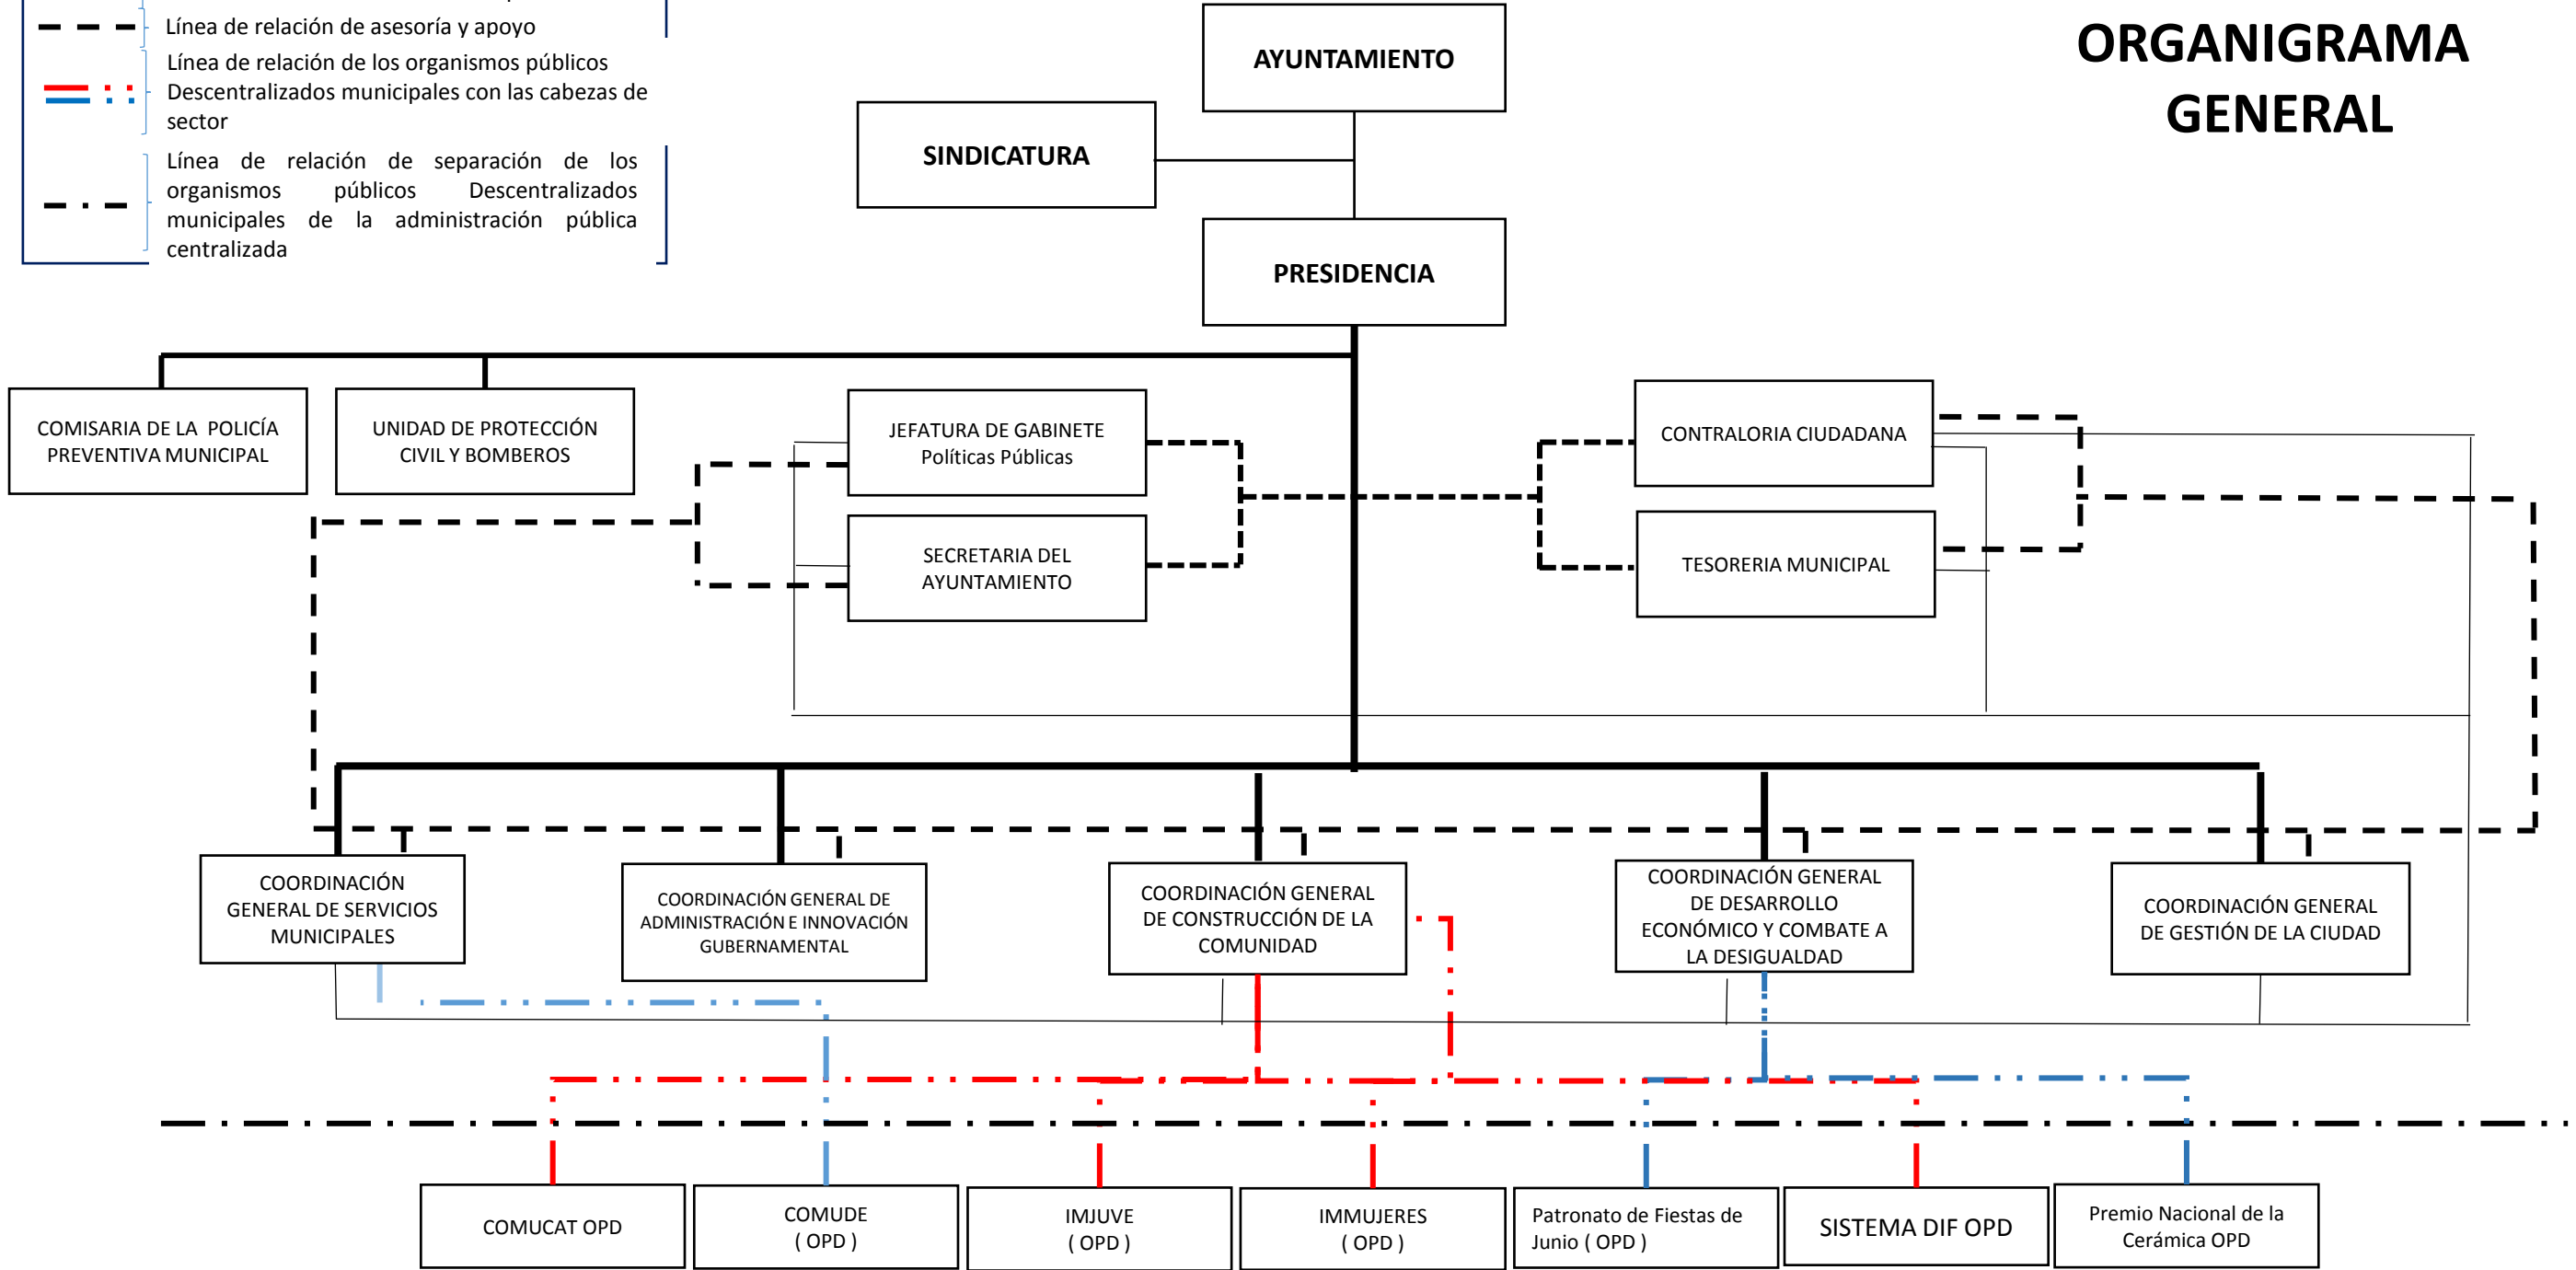 Línea de relación de asesoría y apoyo
Línea de relación de los organismos públicos
Descentralizados municipales con las cabezas de
sector
Línea de relación de separación de los
organismos públicos Descentralizados
municipales de la administración pública
centralizada
ORGANIGRAMA
GENERAL
AYUNTAMIENTO
SINDICATURA
PRESIDENCIA
COMISARIA DE LA POLICÍA
PREVENTIVA MUNICIPAL
UNIDAD DE PROTECCIÓN
CIVIL Y BOMBEROS
JEFATURA DE GABINETE
Políticas Públicas
CONTRALORIA CIUDADANA
SECRETARIA DEL
AYUNTAMIENTO
TESORERIA MUNICIPAL
COORDINACIÓN
GENERAL DE SERVICIOS
MUNICIPALES
COORDINACIÓN GENERAL DE
ADMINISTRACIÓN E INNOVACIÓN
GUBERNAMENTAL
COORDINACIÓN GENERAL
DE CONSTRUCCIÓN DE LA
COMUNIDAD
COORDINACIÓN GENERAL
DE DESARROLLO
ECONÓMICO Y COMBATE A
LA DESIGUALDAD
COORDINACIÓN GENERAL
DE GESTIÓN DE LA CIUDAD
COMUCAT OPD
COMUDE
( OPD )
IMJUVE
( OPD )
IMMUJERES
( OPD )
Patronato de Fiestas de
Junio ( OPD )
SISTEMA DIF OPD
Premio Nacional de la
Cerámica OPD